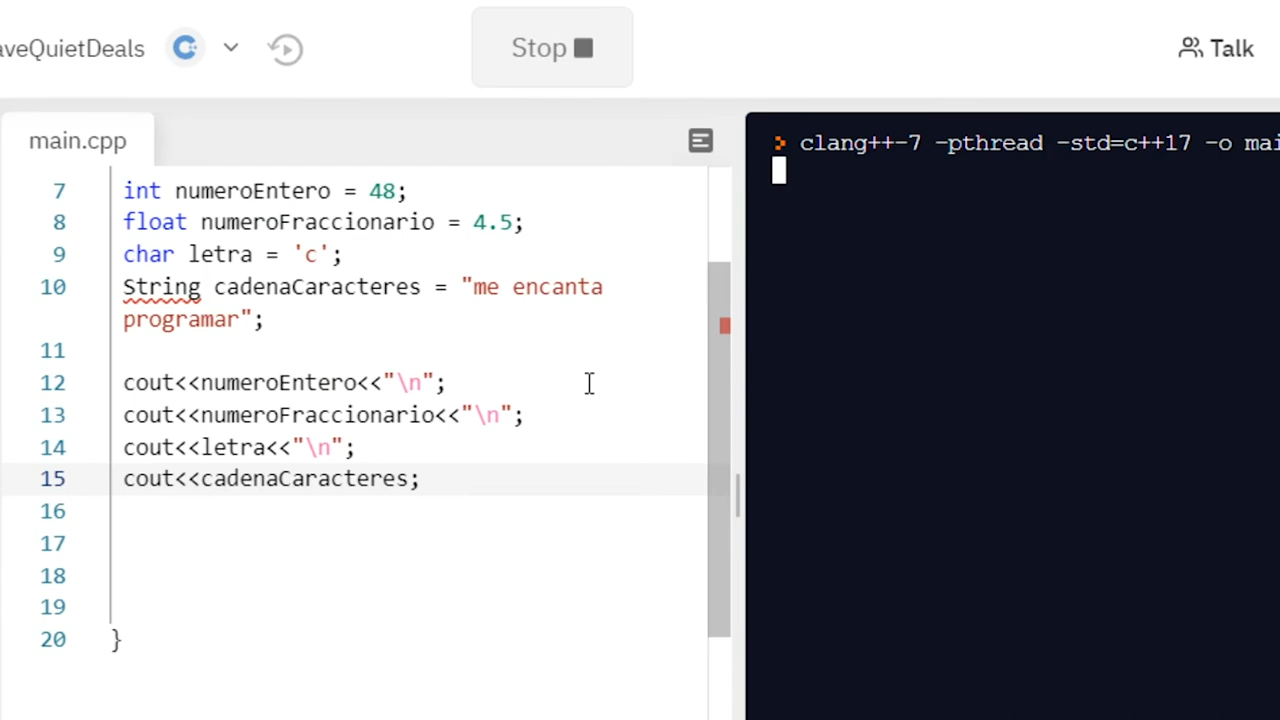 aveQuietDeals
Stop
Talk
main.cpp
clang++-7 -pthread -std=c++17 -o mai
7 int numeroEntero = 48;
8 float numeroFraccionario = 4.5;
9 char letra = 'c';
10 String cadenaCaracteres = "me encanta
programar";
11
12 cout<<numeroEntero<<"\n";
13 cout<<numeroFraccionario<<"\n";
14 cout<<letra<<"\n";
15 cout<<cadenaCaracteres;
16
17
18
19
20 }